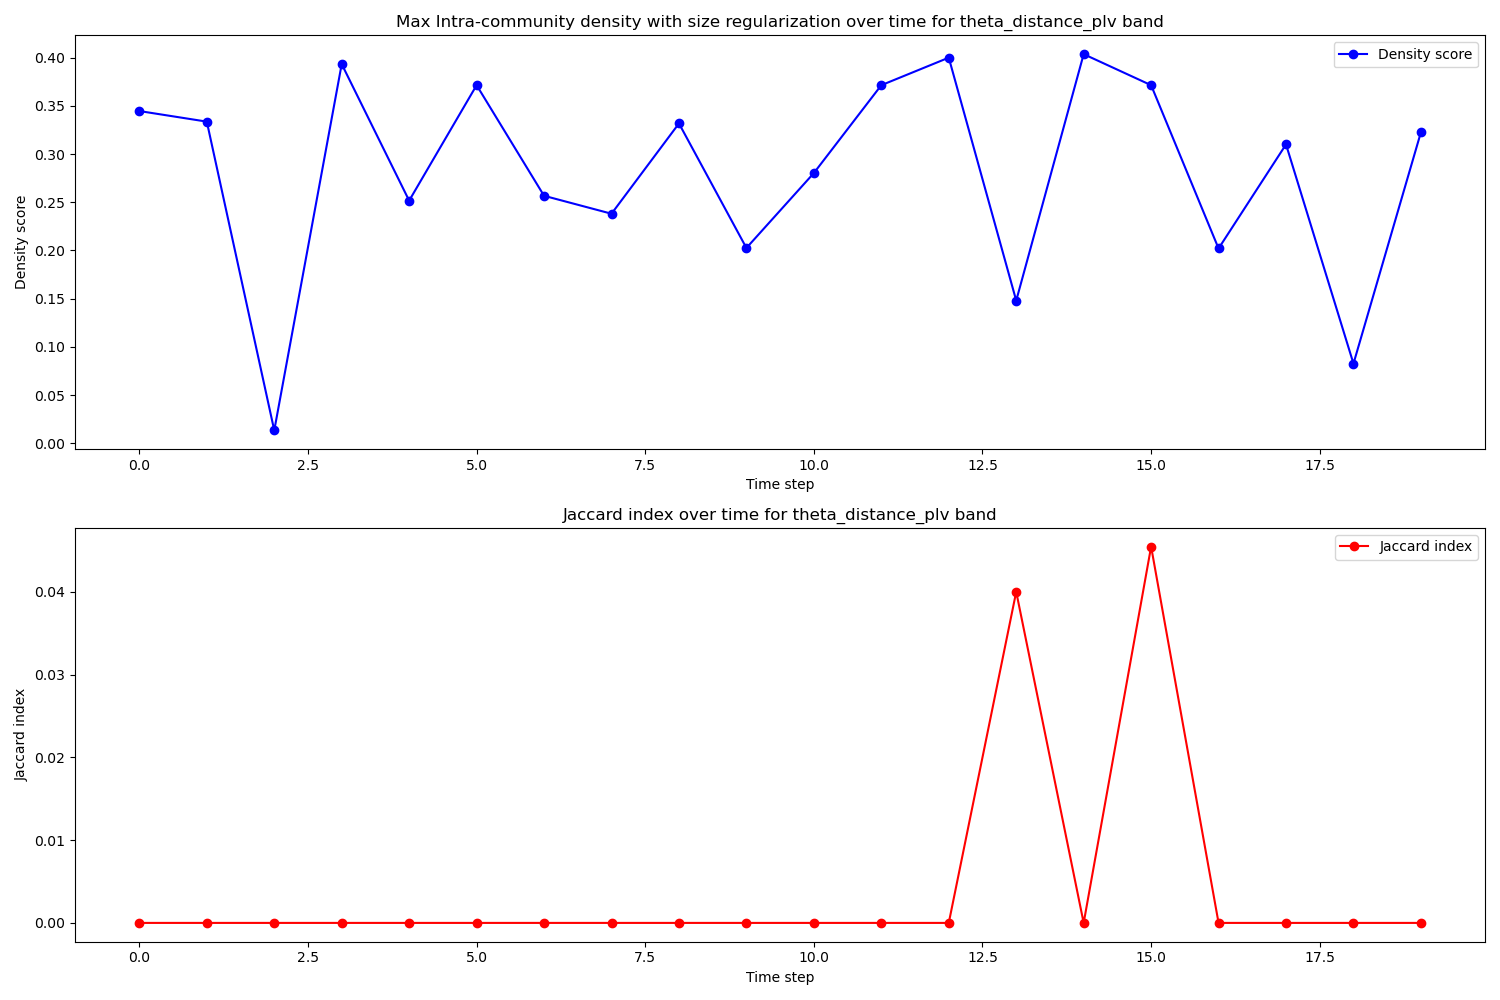 Max Intra-community density with size regularization over time for theta_distance_plv band
Density score
0.40
0.35
0.30
0.25
0.20
0.15
0.10
0.05
0.00
Density score
0.0 2.5 5.0 7.5 10.0 12.5 15.0 17.5
Time step
Jaccard index over time for theta_distance_plv band
Jaccard index
0.04
0.03
0.02
0.01
0.00
Jaccard index
0.0 2.5 5.0 7.5 10.0 12.5 15.0 17.5
Time step